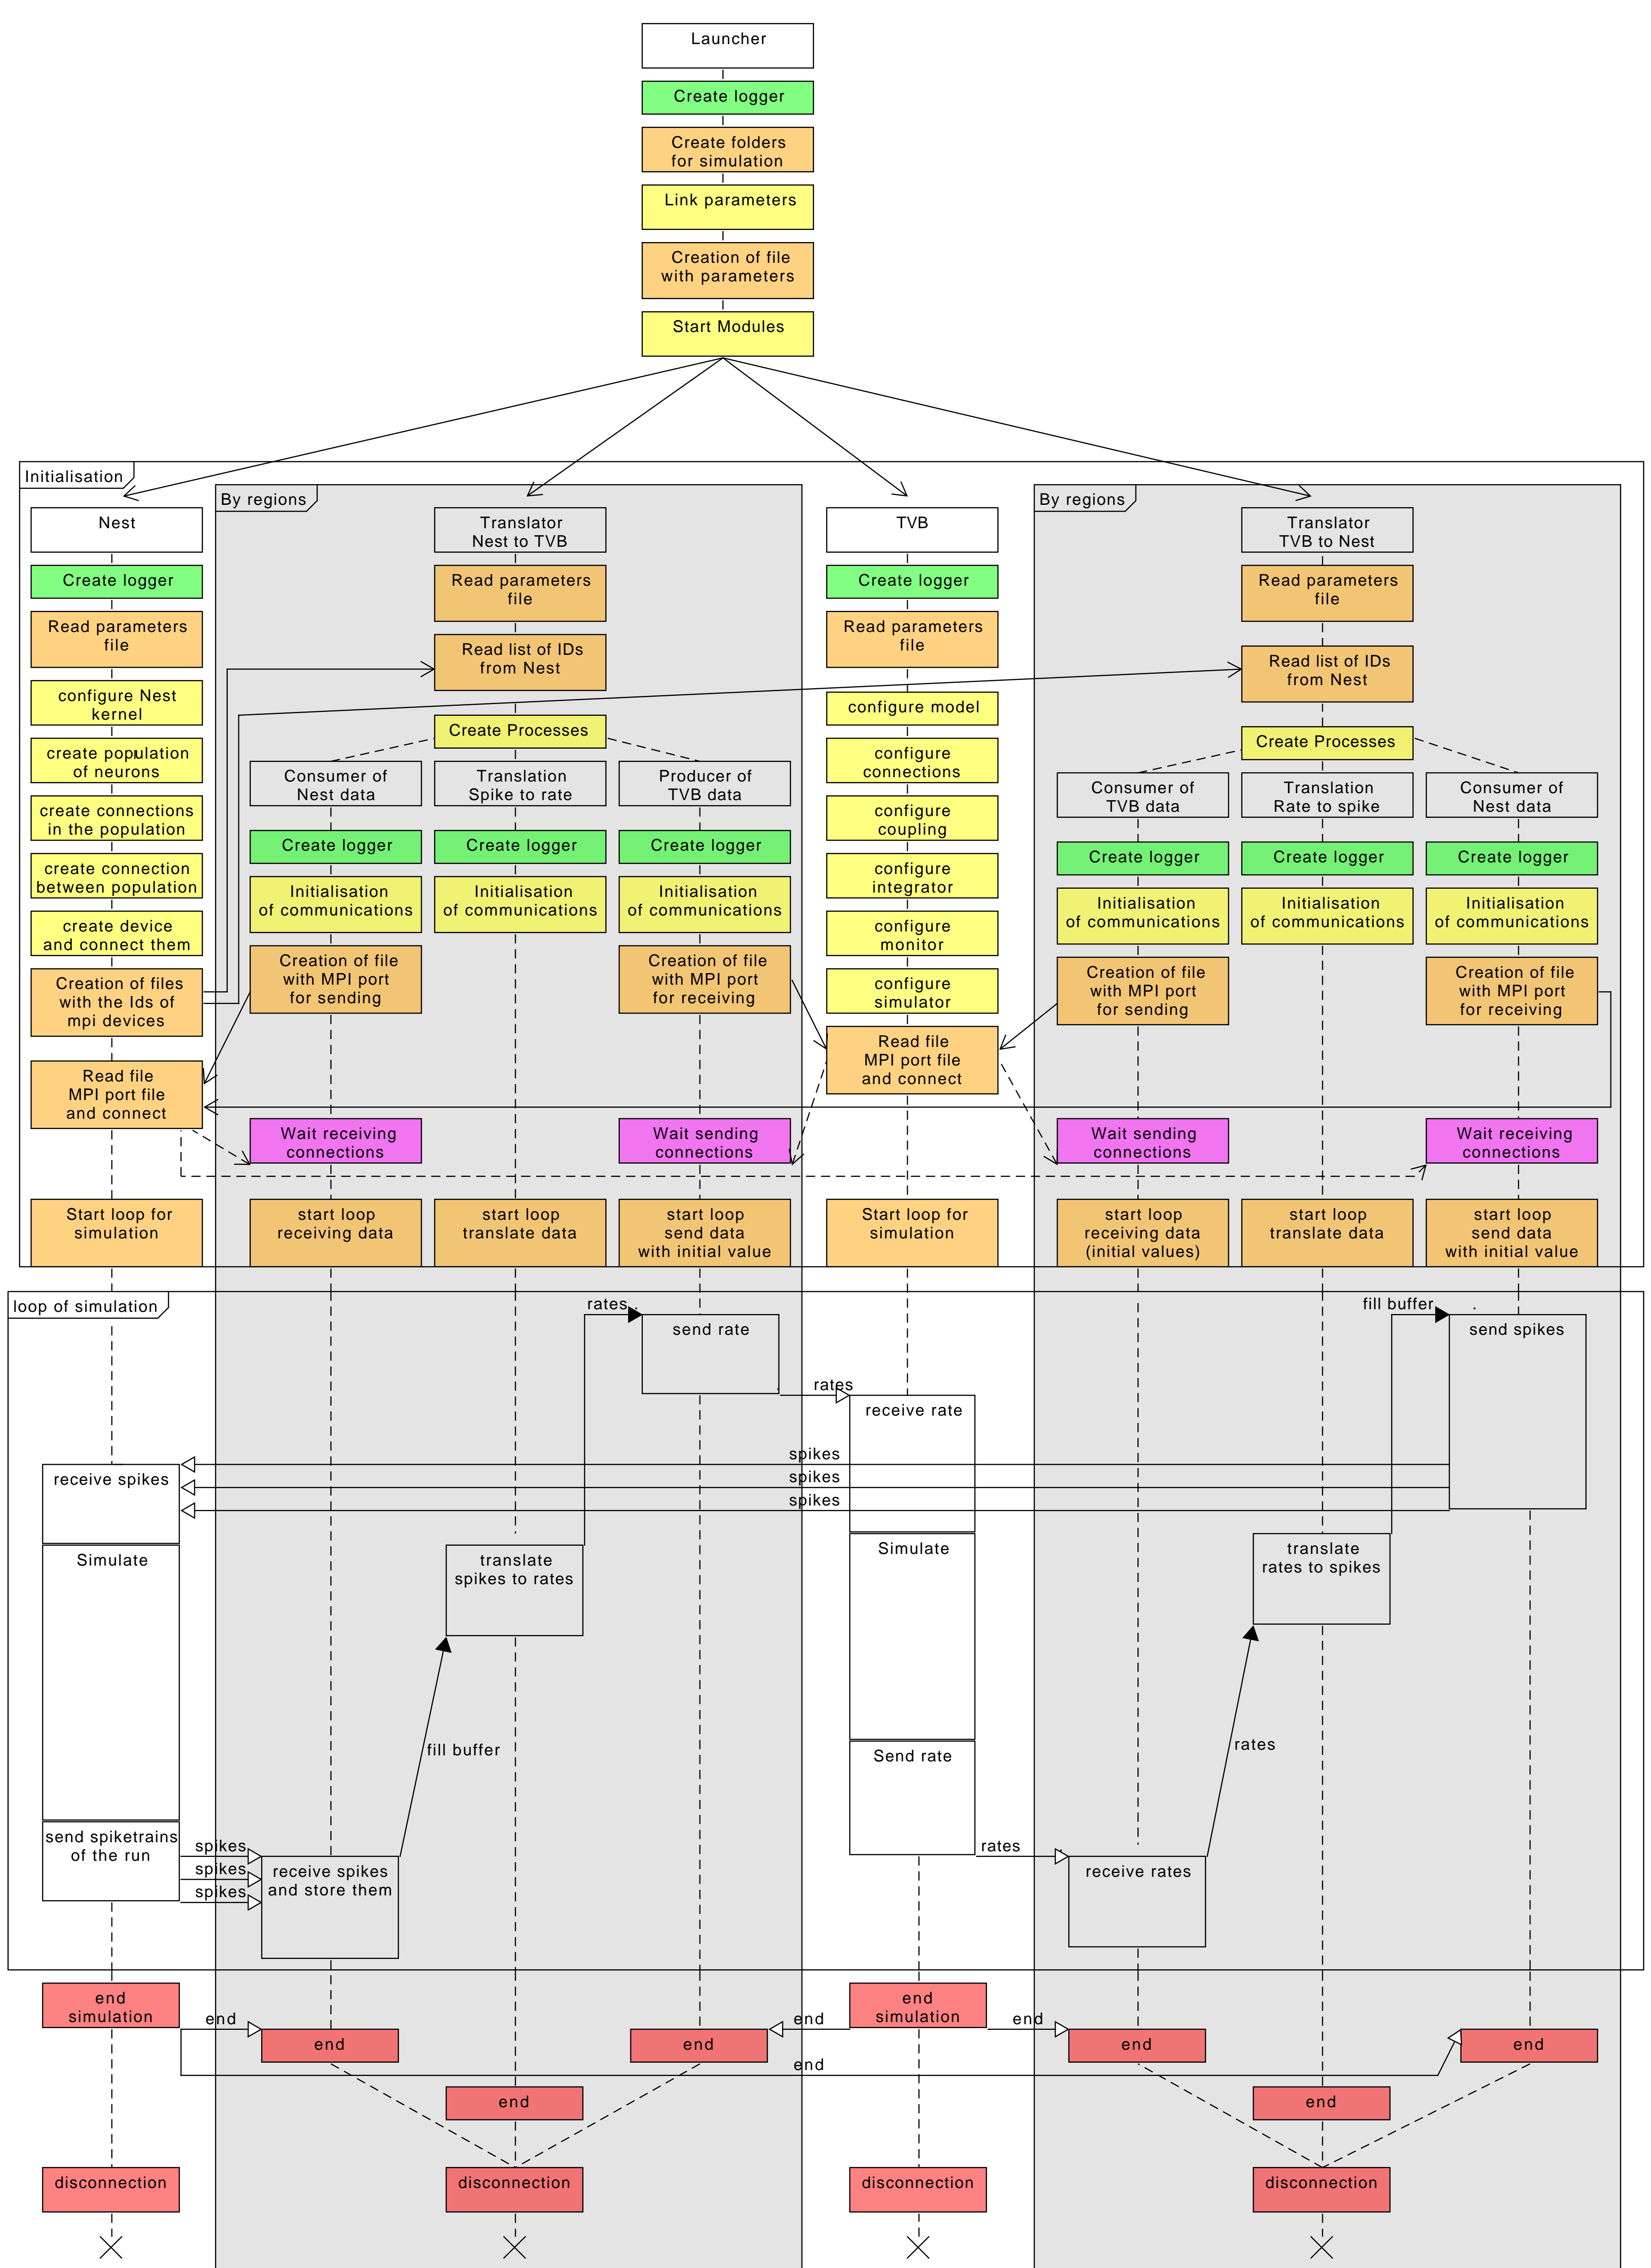 Launcher
Create logger
Create folders
for simulation
Link parameters
Creation of file
with parameters
Start Modules
Initialisation
By regions
By regions
Nest
Create logger
Read parameters
file
configure Nest
kernel
create population
of neurons
create connections
in the population
create connection
between population
create device
and connect them
Creation of files
with the Ids of
mpi devices
Read file
MPI port file
and connect
Start loop for
simulation
Translator
Nest to TVB
Read parameters
file
Read list of IDs
from Nest
Create Processes
Consumer of
Nest data
Create logger
Initialisation
of communications
Creation of file
with MPI port
for sending
Wait receiving
connections
start loop
receiving data
Translation
Spike to rate
Create logger
Initialisation
of communications
start loop
translate data
Producer of
TVB data
Create logger
Initialisation
of communications
Creation of file
with MPI port
for receiving
Wait sending
connections
start loop
send data
with initial value
TVB
Create logger
Read parameters
file
configure model
configure
connections
configure
coupling
configure
integrator
configure
monitor
configure
simulator
Read file
MPI port file
and connect
Start loop for
simulation
Translator
TVB to Nest
Read parameters
file
Read list of IDs
from Nest
Create Processes
Consumer of
TVB data
Create logger
Initialisation
of communications
Creation of file
with MPI port
for sending
Wait sending
connections
start loop
receiving data
(initial values)
Translation
Rate to spike
Create logger
Initialisation
of communications
start loop
translate data
Consumer of
Nest data
Create logger
Initialisation
of communications
Creation of file
with MPI port
for receiving
Wait receiving
connections
start loop
send data
with initial value
loop of simulation
rates
send rate
fill buffer
send spikes
rates
receive rate
spikes
spikes
spikes
receive spikes
Simulate
translate
spikes to rates
Simulate
translate
rates to spikes
fill buffer
Send rate
rates
send spiketrains
of the run
spikes
spikes
spikes
receive spikes
and store them
rates
receive rates
end
simulation
end
end
end
end
end
simulation
end
end
end
end
end
end
disconnection
disconnection
disconnection
disconnection